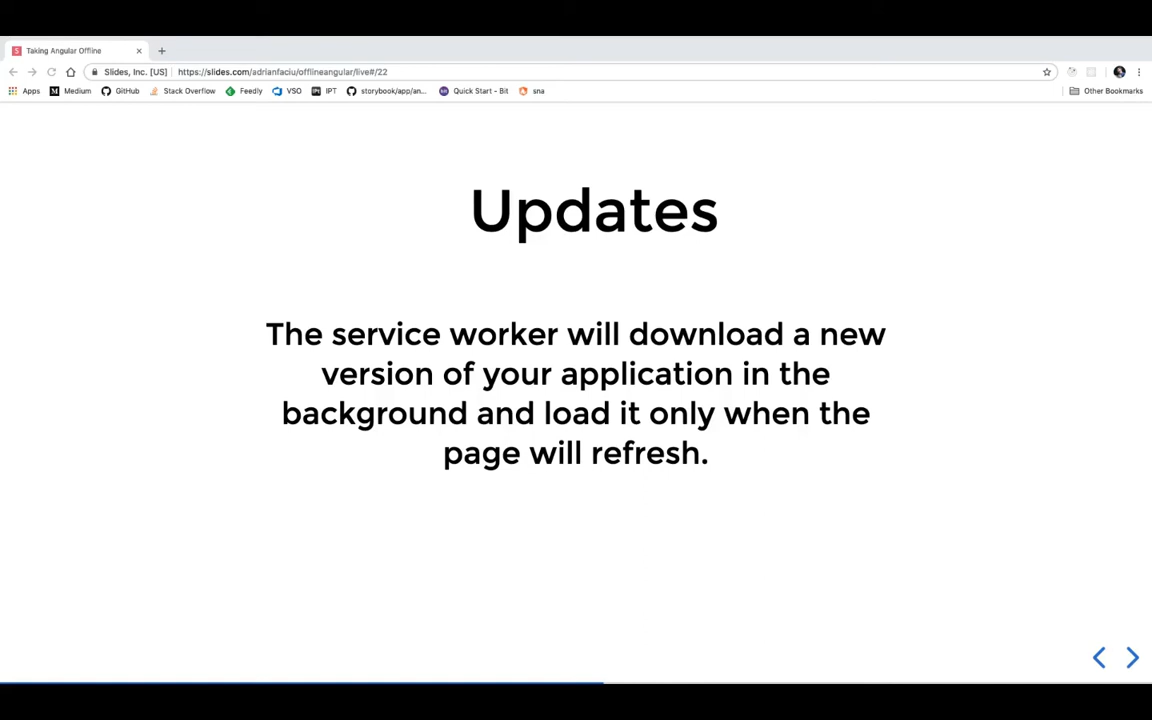 Taking Angular Offline
Slides, Inc. [US] https://slides.com/adrianfaciu/offlineangular/live#/22
Apps Medium GitHub Stack Overflow Feedly VSO IPT storybook/app/an... Quick Start - Bit sna Other Bookmarks
Updates
The service worker will download a new
version of your application in the
background and load it only when the
page will refresh.